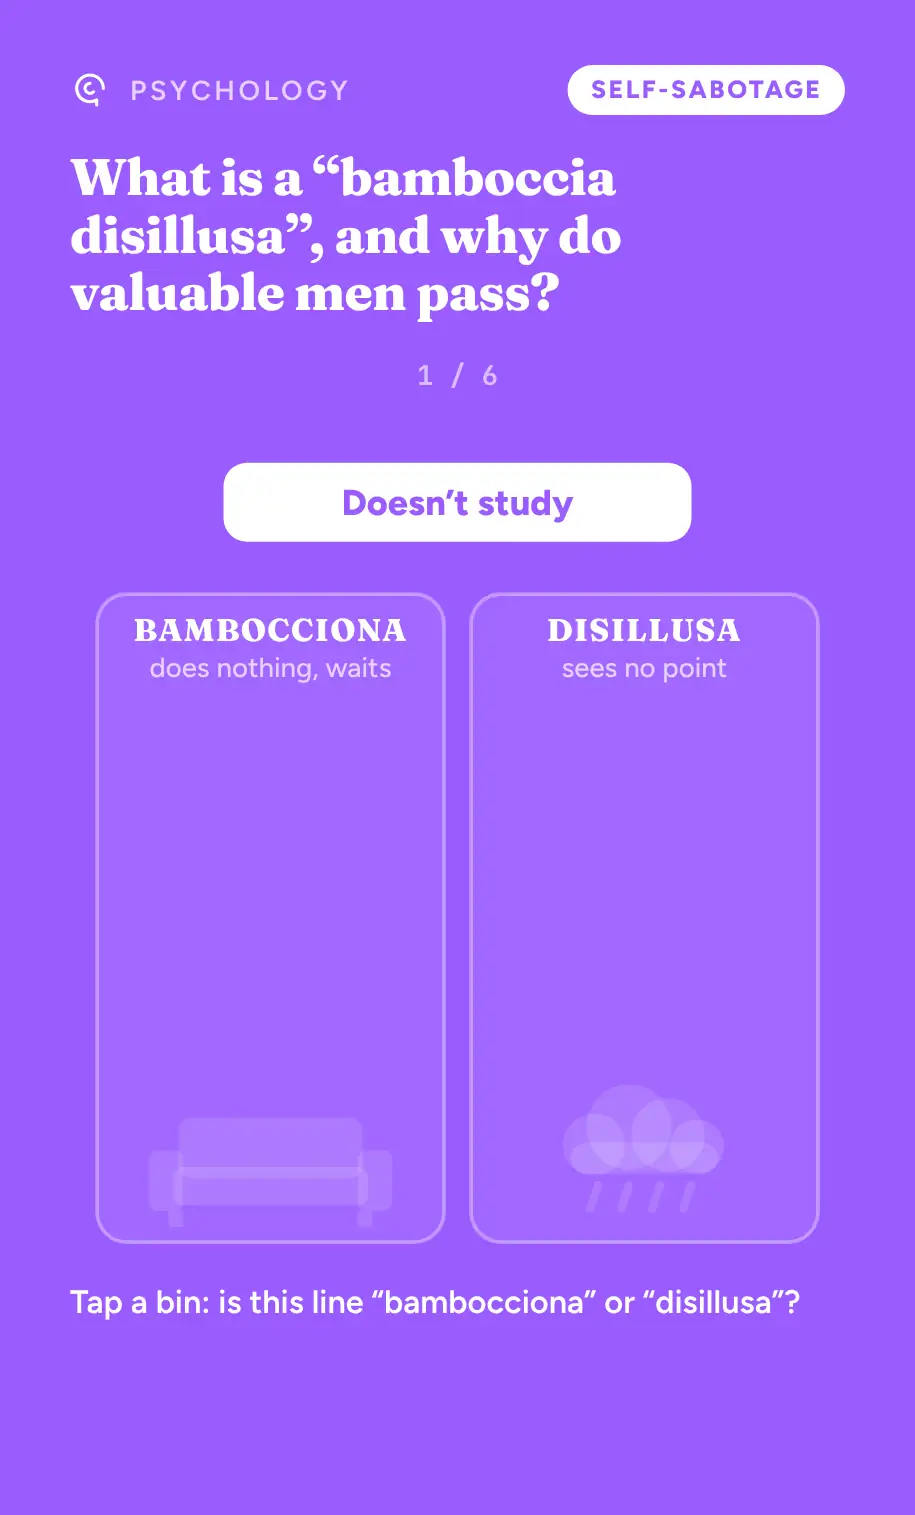 PSYCHOLOGY
SELF-SABOTAGE
What is a “bamboccia
disillusa”, and why do
valuable men pass?
1 / 6
Doesn’t study
BAMBOCCIONA
does nothing, waits
DISILLUSA
sees no point
Tap a bin: is this line “bambocciona” or “disillusa”?